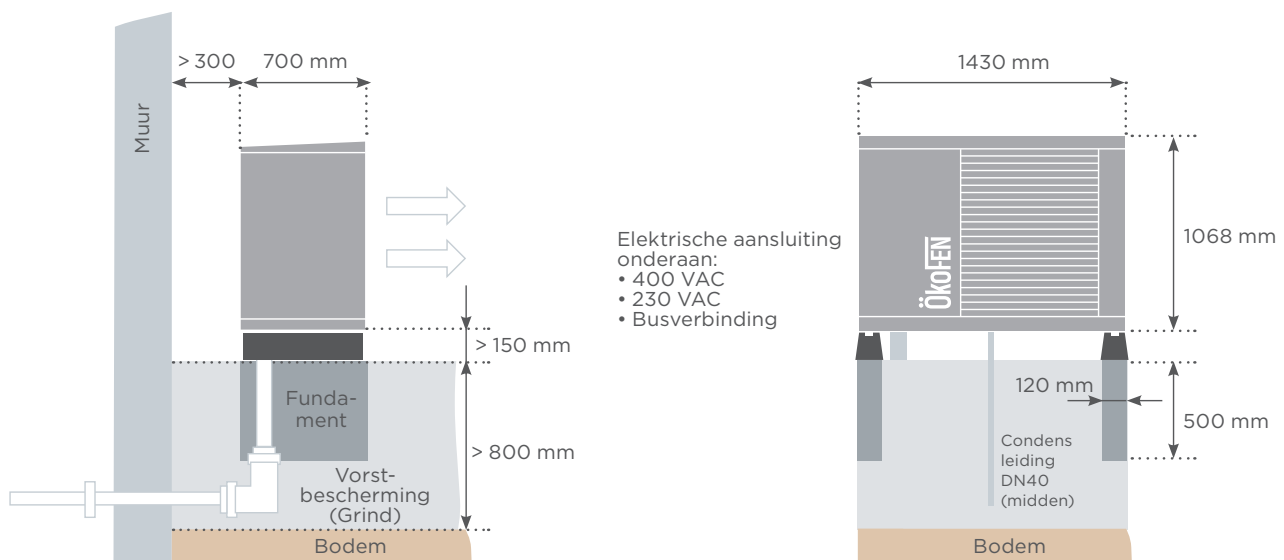 > 300
700 mm
Muur
> 150 mm
Funda-
ment
> 800 mm
Vorst-
bescherming
(Grind)
Bodem
Elektrische aansluiting
onderaan:
• 400 VAC
• 230 VAC
• Busverbinding
1430 mm
ÖkoFEN
1068 mm
120 mm
500 mm
Condens
leiding
DN40
(midden)
Bodem